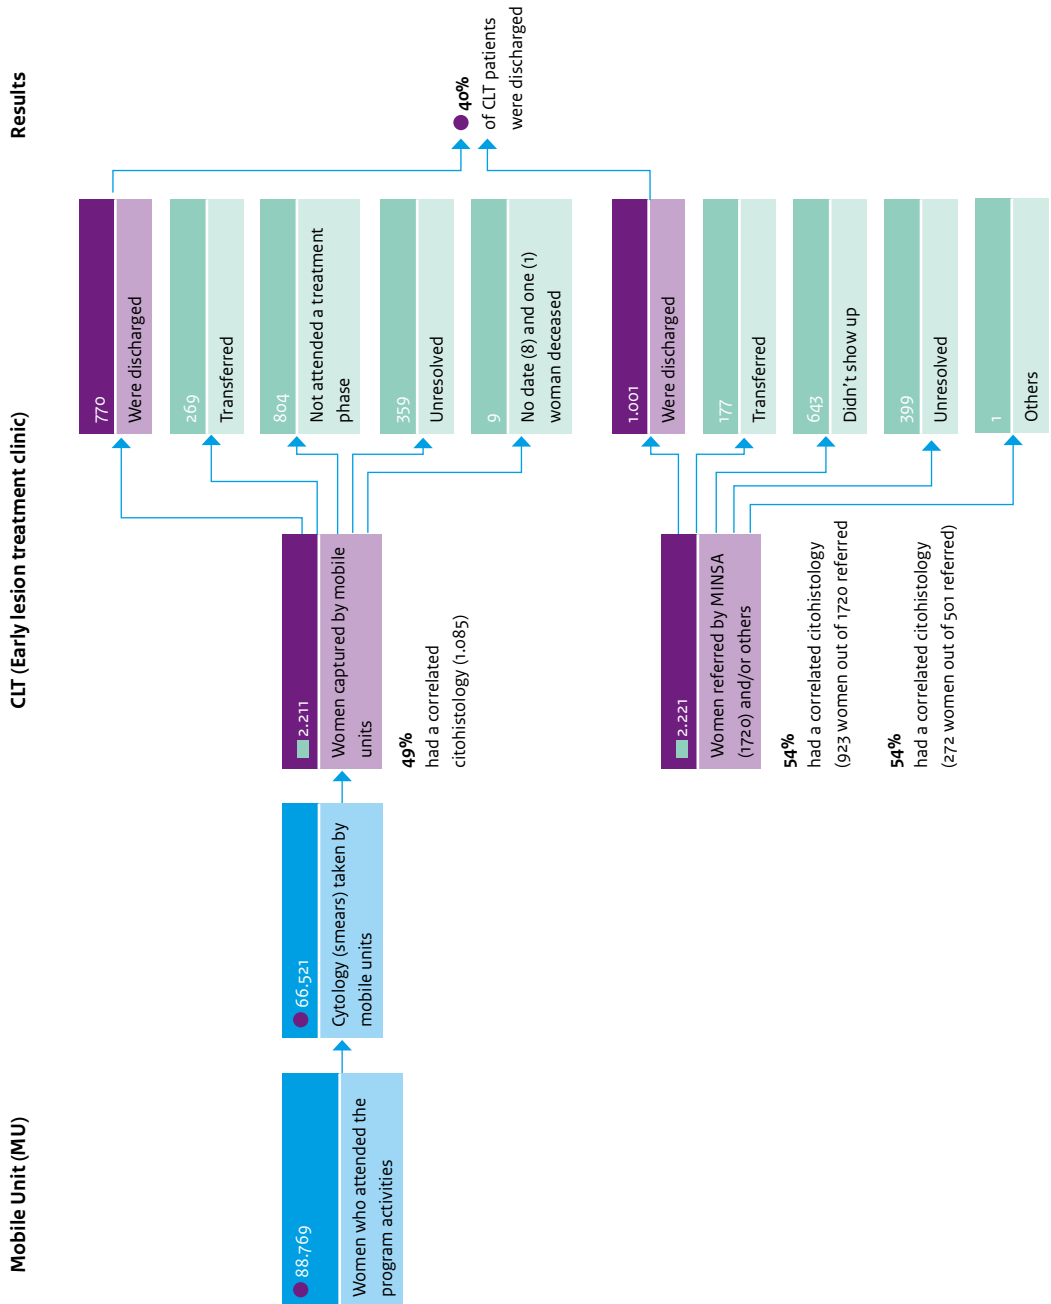 Mobile Unit (MU)
CLT (Early lesion treatment clinic)
Results
88.769
Women who attended the
program activities
66.521
Cytology (smears) taken by
mobile units
2.211
Women captured by mobile
units
49%
had a correlated
citohistology (1.085)
770
Were discharged
269
Transferred
804
Not attended a treatment
phase
359
Unresolved
9
No date (8) and one (1)
woman deceased
40%
of CLT patients
were discharged
2.221
Women referred by MINSA
(1720) and/or others
54%
had a correlated citohistology
(923 women out of 1720 referred
54%
had a correlated citohistology
(272 women out of 501 referred)
1.001
Were discharged
177
Transferred
643
Didn't show up
399
Unresolved
1
Others